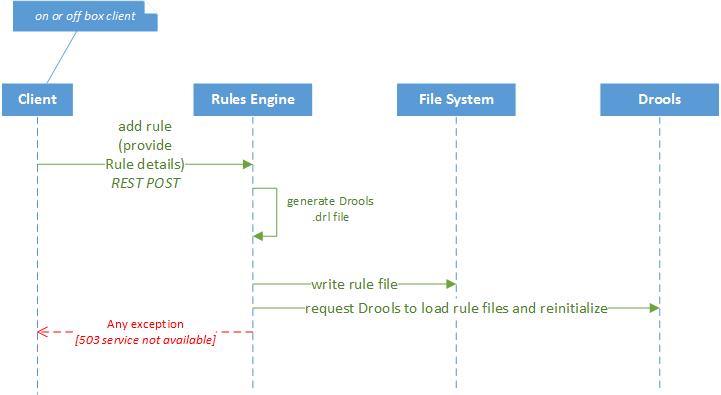 on or off box client
Client
Rules Engine
File System
Drools
add rule
(provide
Rule details)
REST POST
generate Drools
.drl file
write rule file
request Drools to load rule files and reinitialize
Any exception
[503 service not available]